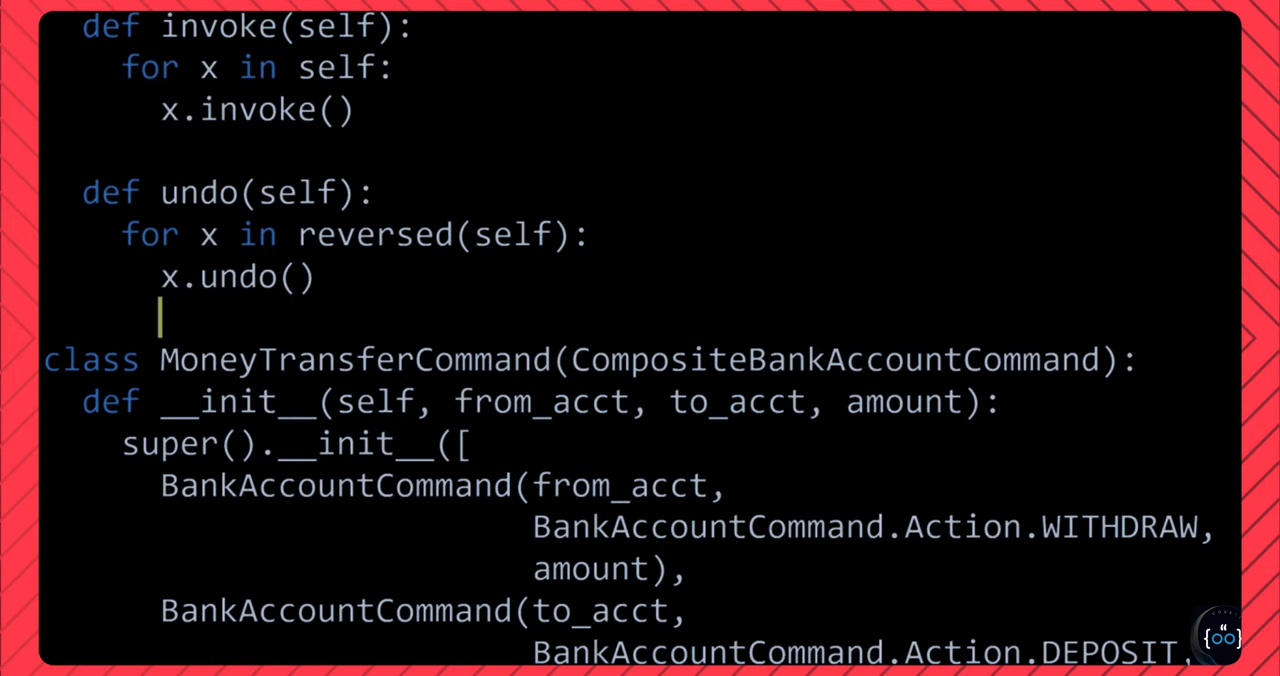 def invoke(self):
for x in self:
x.invoke()
def undo(self):
for x in reversed(self):
x.undo()
class MoneyTransferCommand(CompositeBankAccountCommand):
def __init__(self, from_acct, to_acct, amount):
super().__init__([
BankAccountCommand(from_acct,
BankAccountCommand.Action.WITHDRAW,
amount),
BankAccountCommand(to_acct,
BankAccountCommand.Action.DEPOSIT,